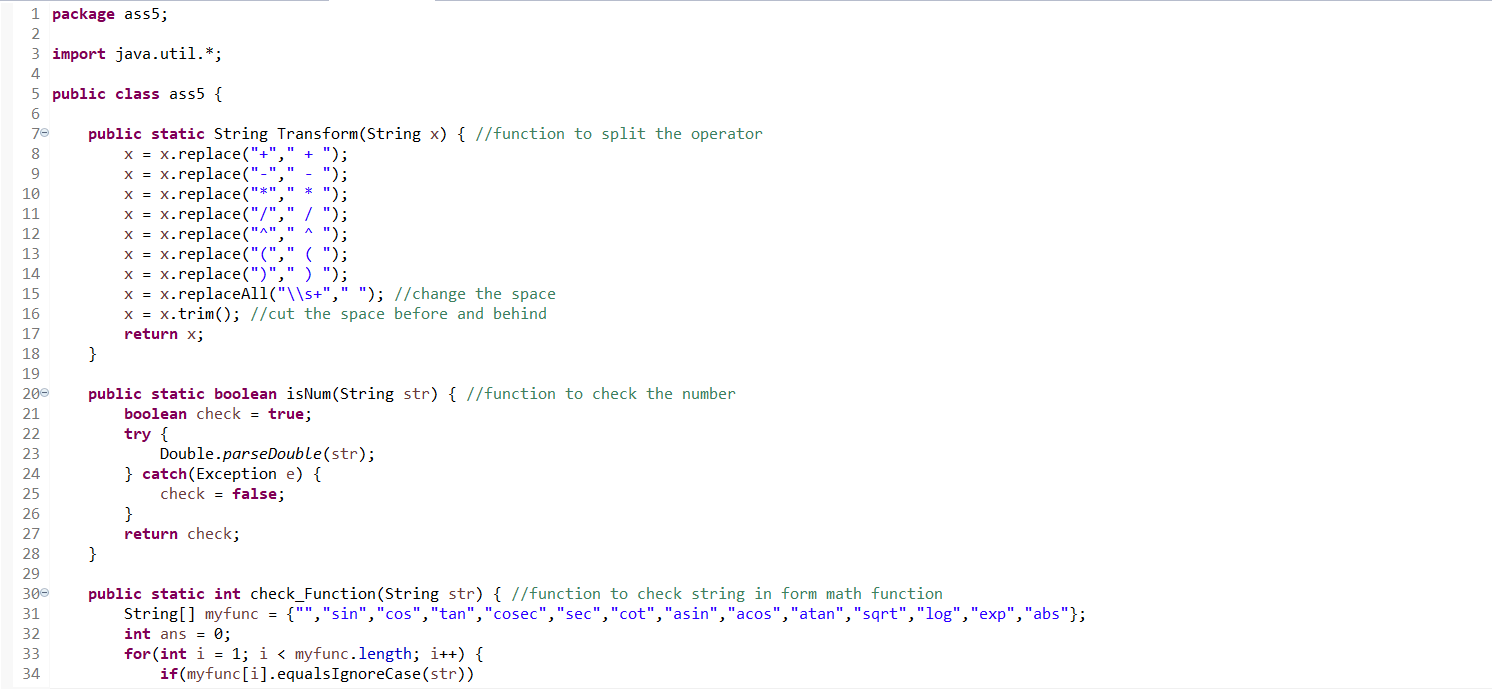 1 package ass5;
2
3 import java.util.*;
4
5 public class ass5 {
6
7 public static String Transform(String x) { //function to split the operator
8 x = x.replace("+"," + ");
9 x = x.replace("-"," - ");
10 x = x.replace("*"," * ");
11 x = x.replace("/"," / ");
12 x = x.replace("^"," ^ ");
13 x = x.replace("("," ( ");
14 x = x.replace(")"," ) ");
15 x = x.replaceAll("\\s+"," "); //change the space
16 x = x.trim(); //cut the space before and behind
17 return x;
18 }
19
20 public static boolean isNum(String str) { //function to check the number
21 boolean check = true;
22 try {
23 Double.parseDouble(str);
24 } catch(Exception e) {
25 check = false;
26 }
27 return check;
28 }
29
30 public static int check_Function(String str) { //function to check string in form math function
31 String[] myfunc = {"","sin","cos","tan","cosec","sec","cot","asin","acos","atan","sqrt","log","exp","abs"};
32 int ans = 0;
33 for(int i = 1; i < myfunc.length; i++) {
34 if(myfunc[i].equalsIgnoreCase(str))